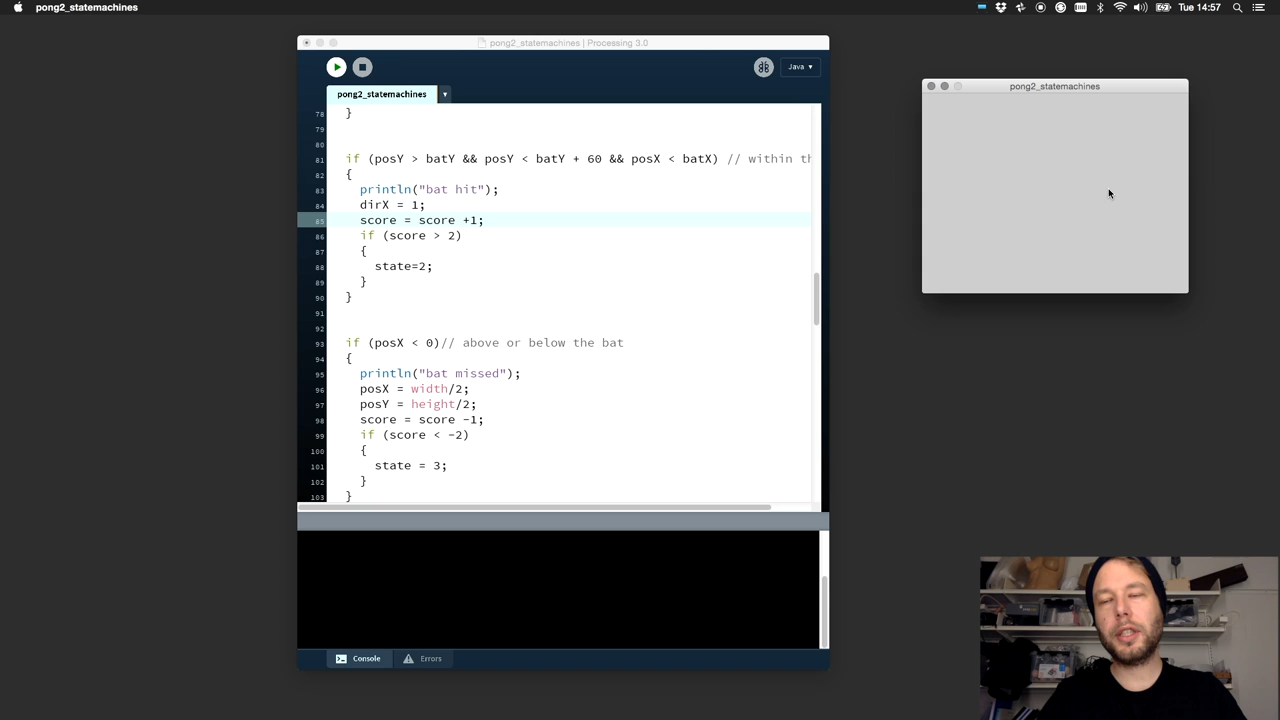 pong2_statemachines
Tue 14:57
pong2_statemachines | Processing 3.0
Java ▾
pong2_statemachines
78 }
79
80
81 if (posY > batY && posY < batY + 60 && posX < batX) // within th
82 {
83 println("bat hit");
84 dirX = 1;
85 score = score +1;
86 if (score > 2)
87 {
88 state=2;
89 }
90 }
91
92
93 if (posX < 0)// above or below the bat
94 {
95 println("bat missed");
96 posX = width/2;
97 posY = height/2;
98 score = score -1;
99 if (score < -2)
100 {
101 state = 3;
102 }
103 }
Console Errors
pong2_statemachines